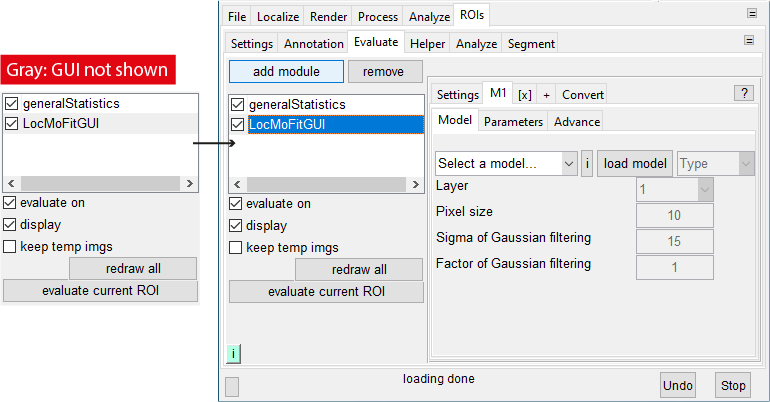 Gray: GUI not shown
generalStatistics
LocMoFitGUI
evaluate on
display
keep temp imgs
redraw all
evaluate current ROI
File Localize Render Process Analyze ROIs
Settings Annotation Evaluate Helper Analyze Segment
add module remove
generalStatistics
LocMoFitGUI
evaluate on
display
keep temp imgs
redraw all
evaluate current ROI
i
Settings M1 [x] + Convert ?
Model Parameters Advance
Select a model... i load model Type
Layer 1
Pixel size 10
Sigma of Gaussian filtering 15
Factor of Gaussian filtering 1
loading done
Undo Stop